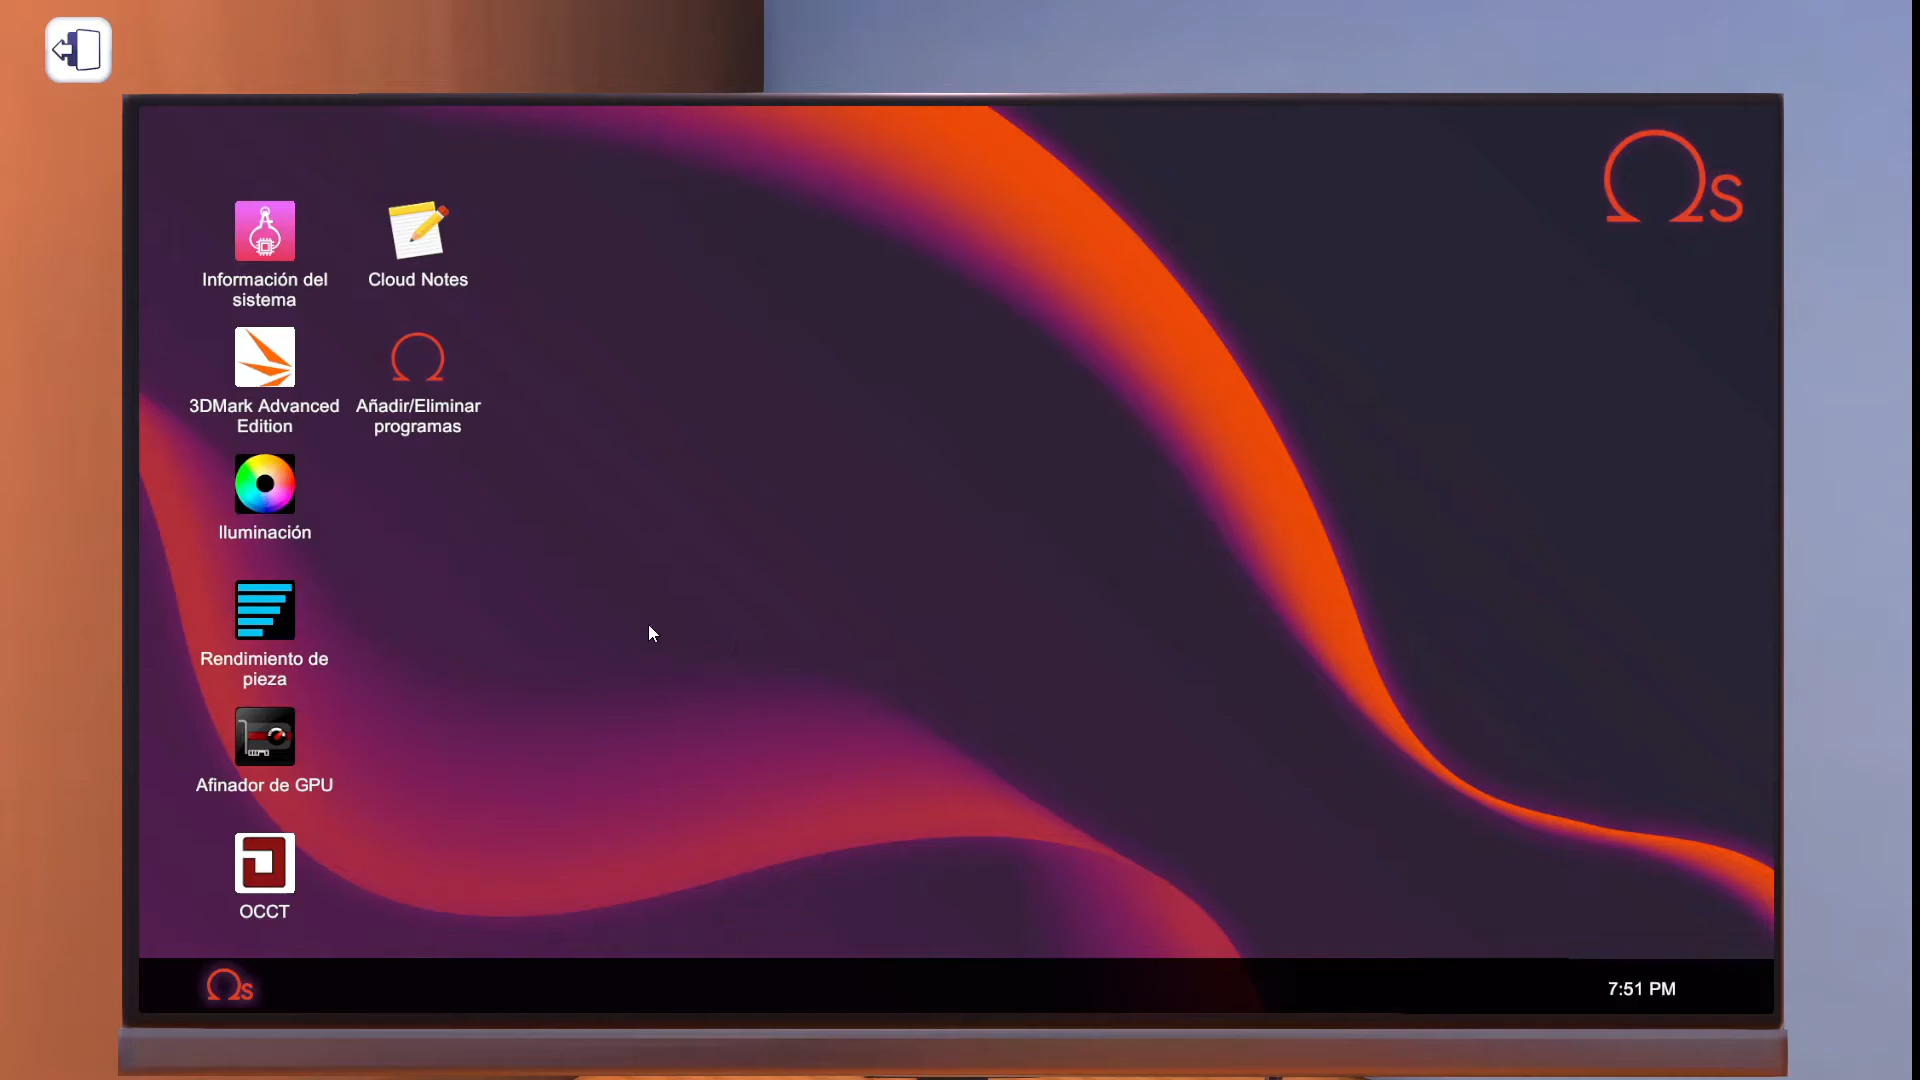 Ωs
Información del
sistema
Cloud Notes
3DMark Advanced
Edition
Añadir/Eliminar
programas
Iluminación
Rendimiento de
pieza
Afinador de GPU
OCCT
Ωs
7:51 PM